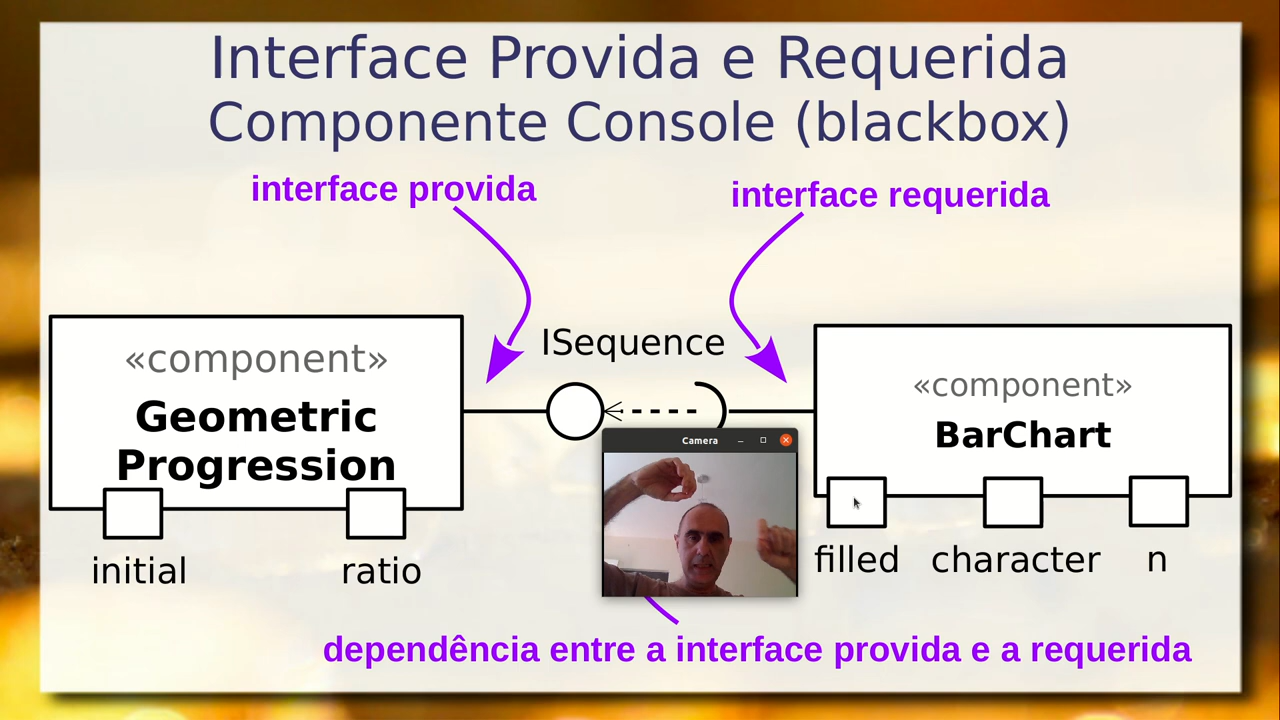 Interface Provida e Requerida
Componente Console (blackbox)
interface provida
interface requerida
ISequence
«component»
Geometric
Progression
«component»
BarChart
Camera
initial
ratio
filled
character
n
dependência entre a interface provida e a requerida